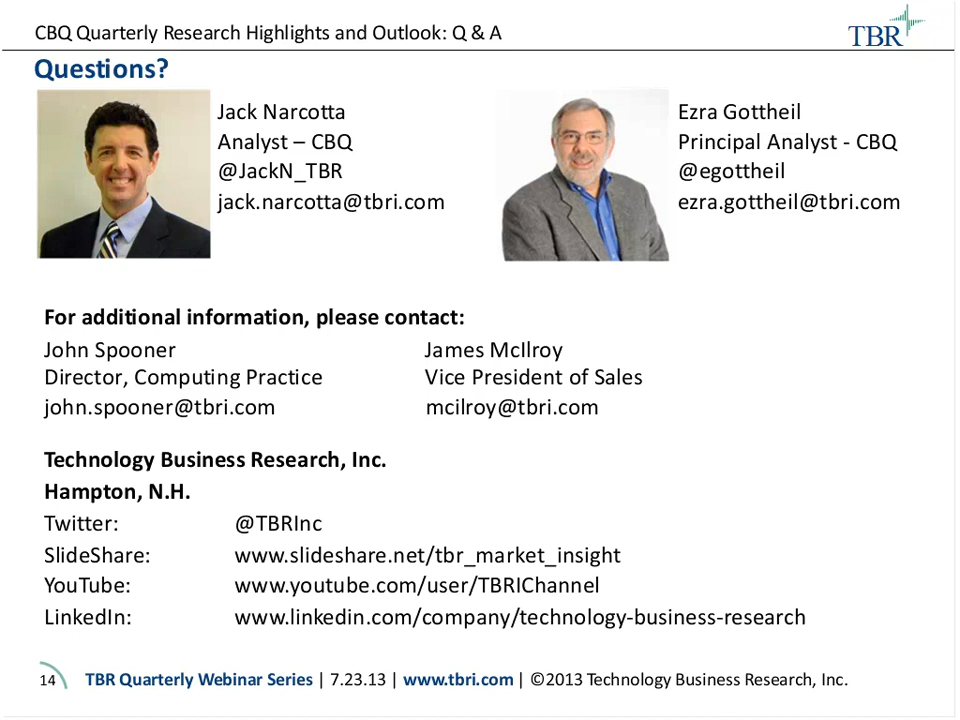 CBQ Quarterly Research Highlights and Outlook: Q & A
TBR
Questions?
Jack Narcotta
Analyst – CBQ
@JackN_TBR
jack.narcotta@tbri.com
Ezra Gottheil
Principal Analyst - CBQ
@egottheil
ezra.gottheil@tbri.com
For additional information, please contact:
John Spooner
Director, Computing Practice
john.spooner@tbri.com
James McIlroy
Vice President of Sales
mcilroy@tbri.com
Technology Business Research, Inc.
Hampton, N.H.
Twitter: @TBRInc
SlideShare: www.slideshare.net/tbr_market_insight
YouTube: www.youtube.com/user/TBRIChannel
LinkedIn: www.linkedin.com/company/technology-business-research
14 TBR Quarterly Webinar Series | 7.23.13 | www.tbri.com | ©2013 Technology Business Research, Inc.